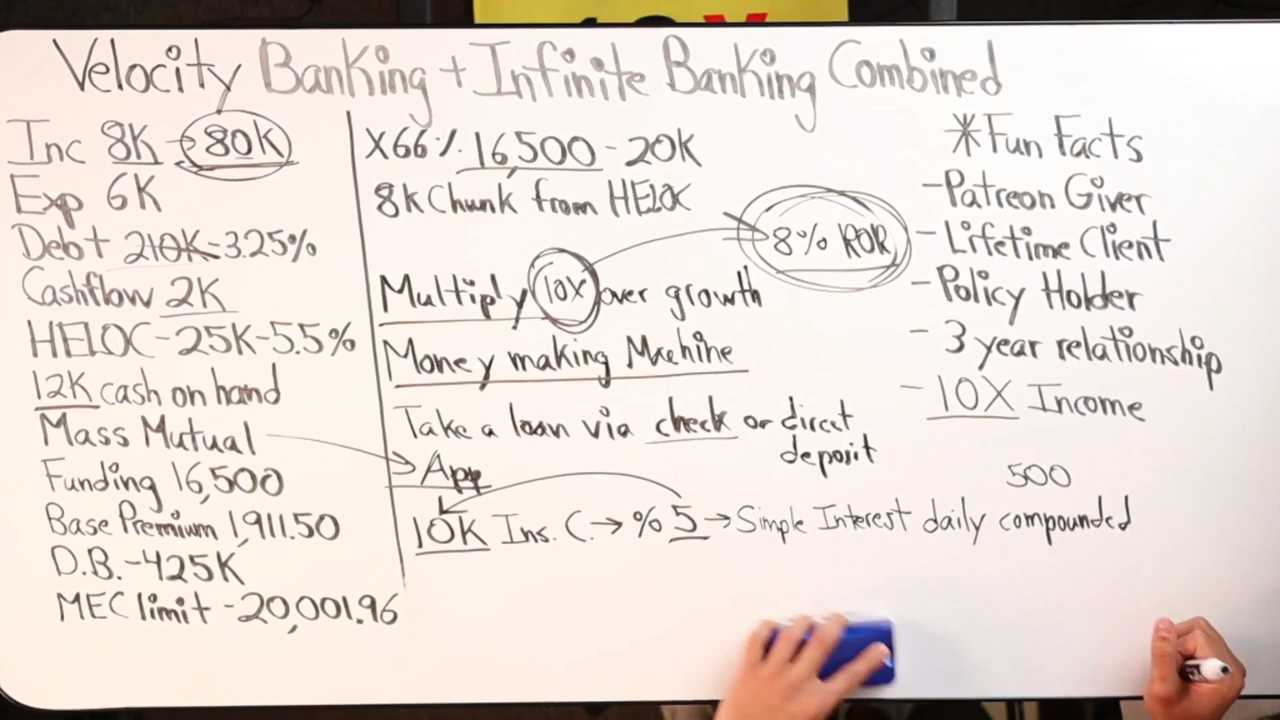 Velocity Banking + Infinite Banking Combined
Inc 8K → 80K
Exp 6K
Debt 210K-3.25%
Cashflow 2K
HELOC-25K-5.5%
12K cash on hand
Mass Mutual
Funding 16,500
Base Premium 1,911.50
D.B.-425K
MEC limit -20,001.96
X66% 16,500-20K
8K Chunk from HELOC
8% ROR
Multiply 10X over growth
Money making Machine
Take a loan via check or direct
deposit
App
10K Ins. C. → % 5 → Simple Interest daily compounded
500
*Fun Facts
-Patreon Giver
-Lifetime Client
-Policy Holder
-3 year relationship
-10X Income